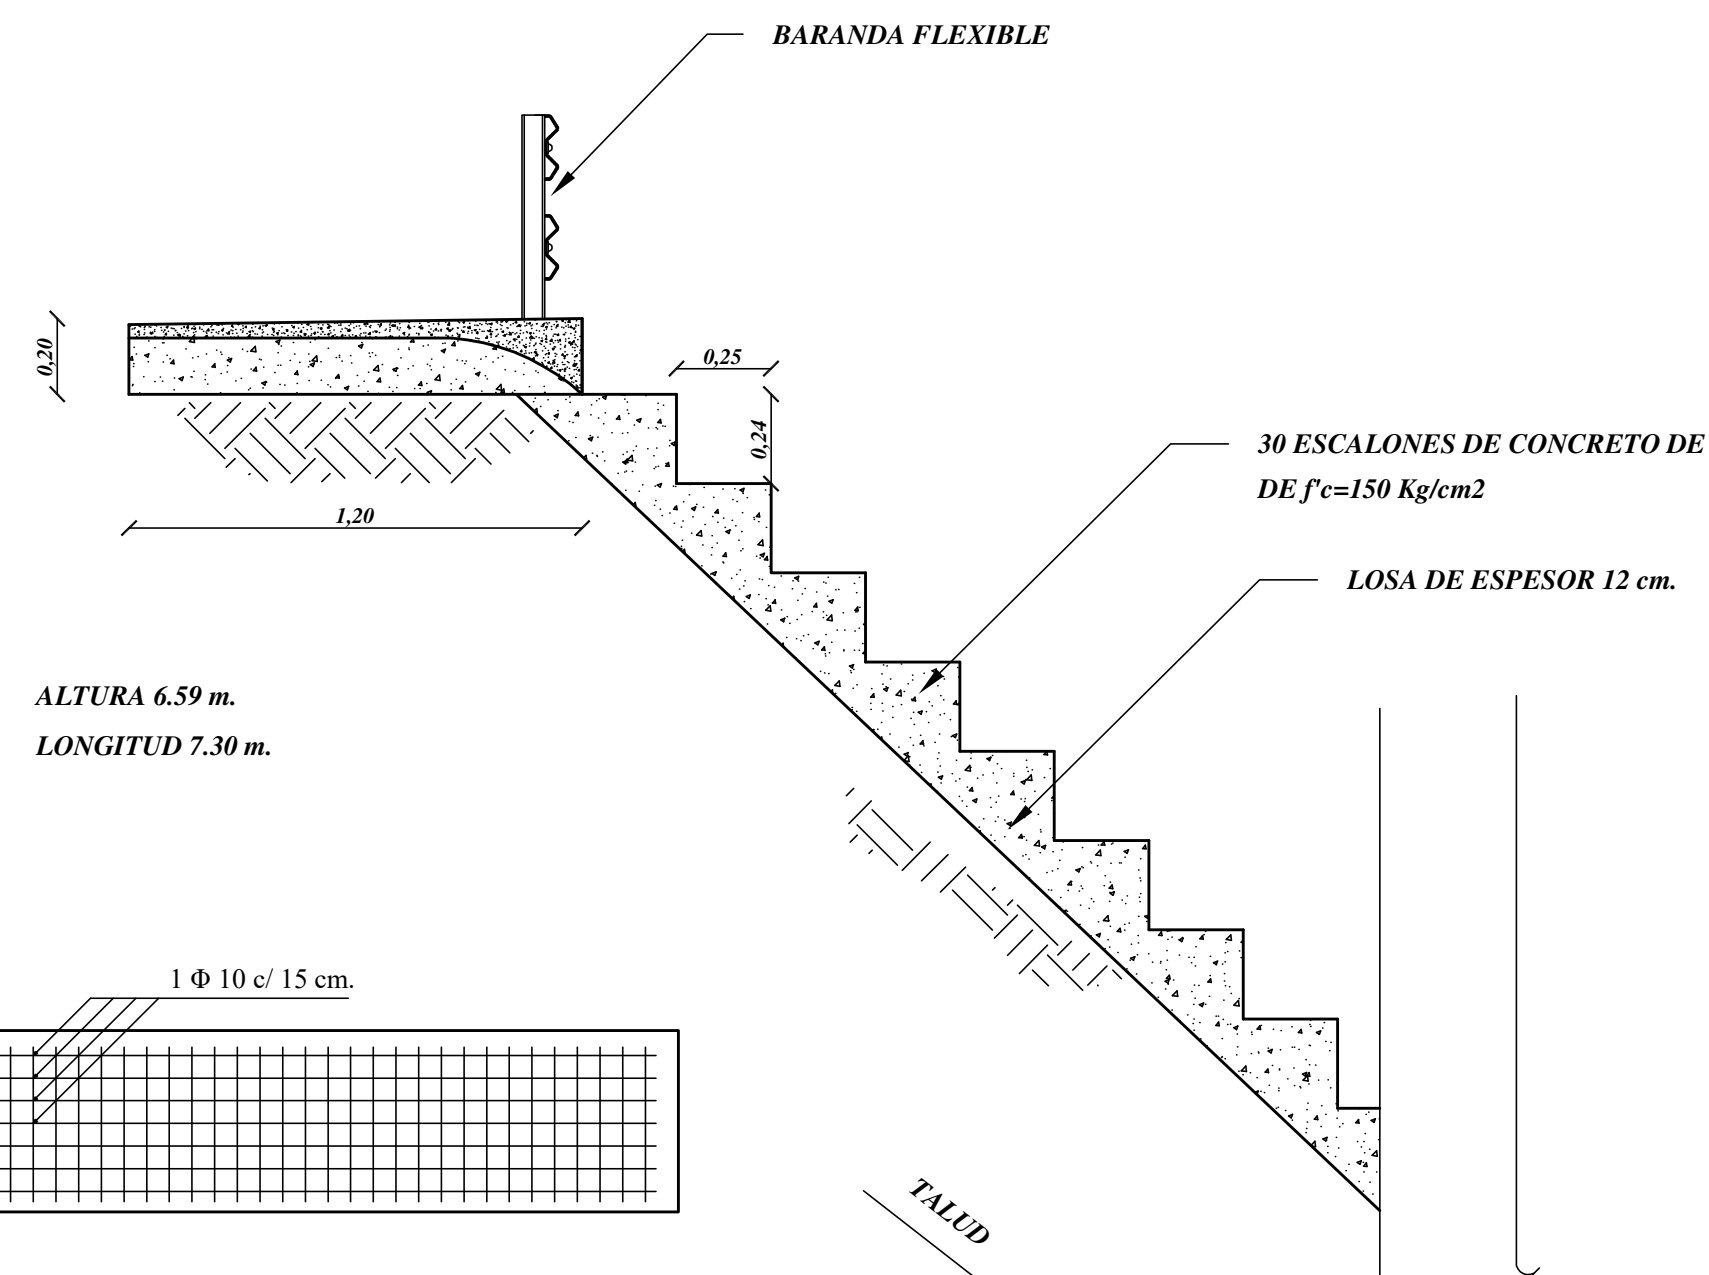 BARANDA FLEXIBLE
0,20
0,25
0,24
30 ESCALONES DE CONCRETO DE
DE f'c=150 Kg/cm2
1,20
LOSA DE ESPESOR 12 cm.
ALTURA 6.59 m.
LONGITUD 7.30 m.
1 Φ 10 c/ 15 cm.
TALUD